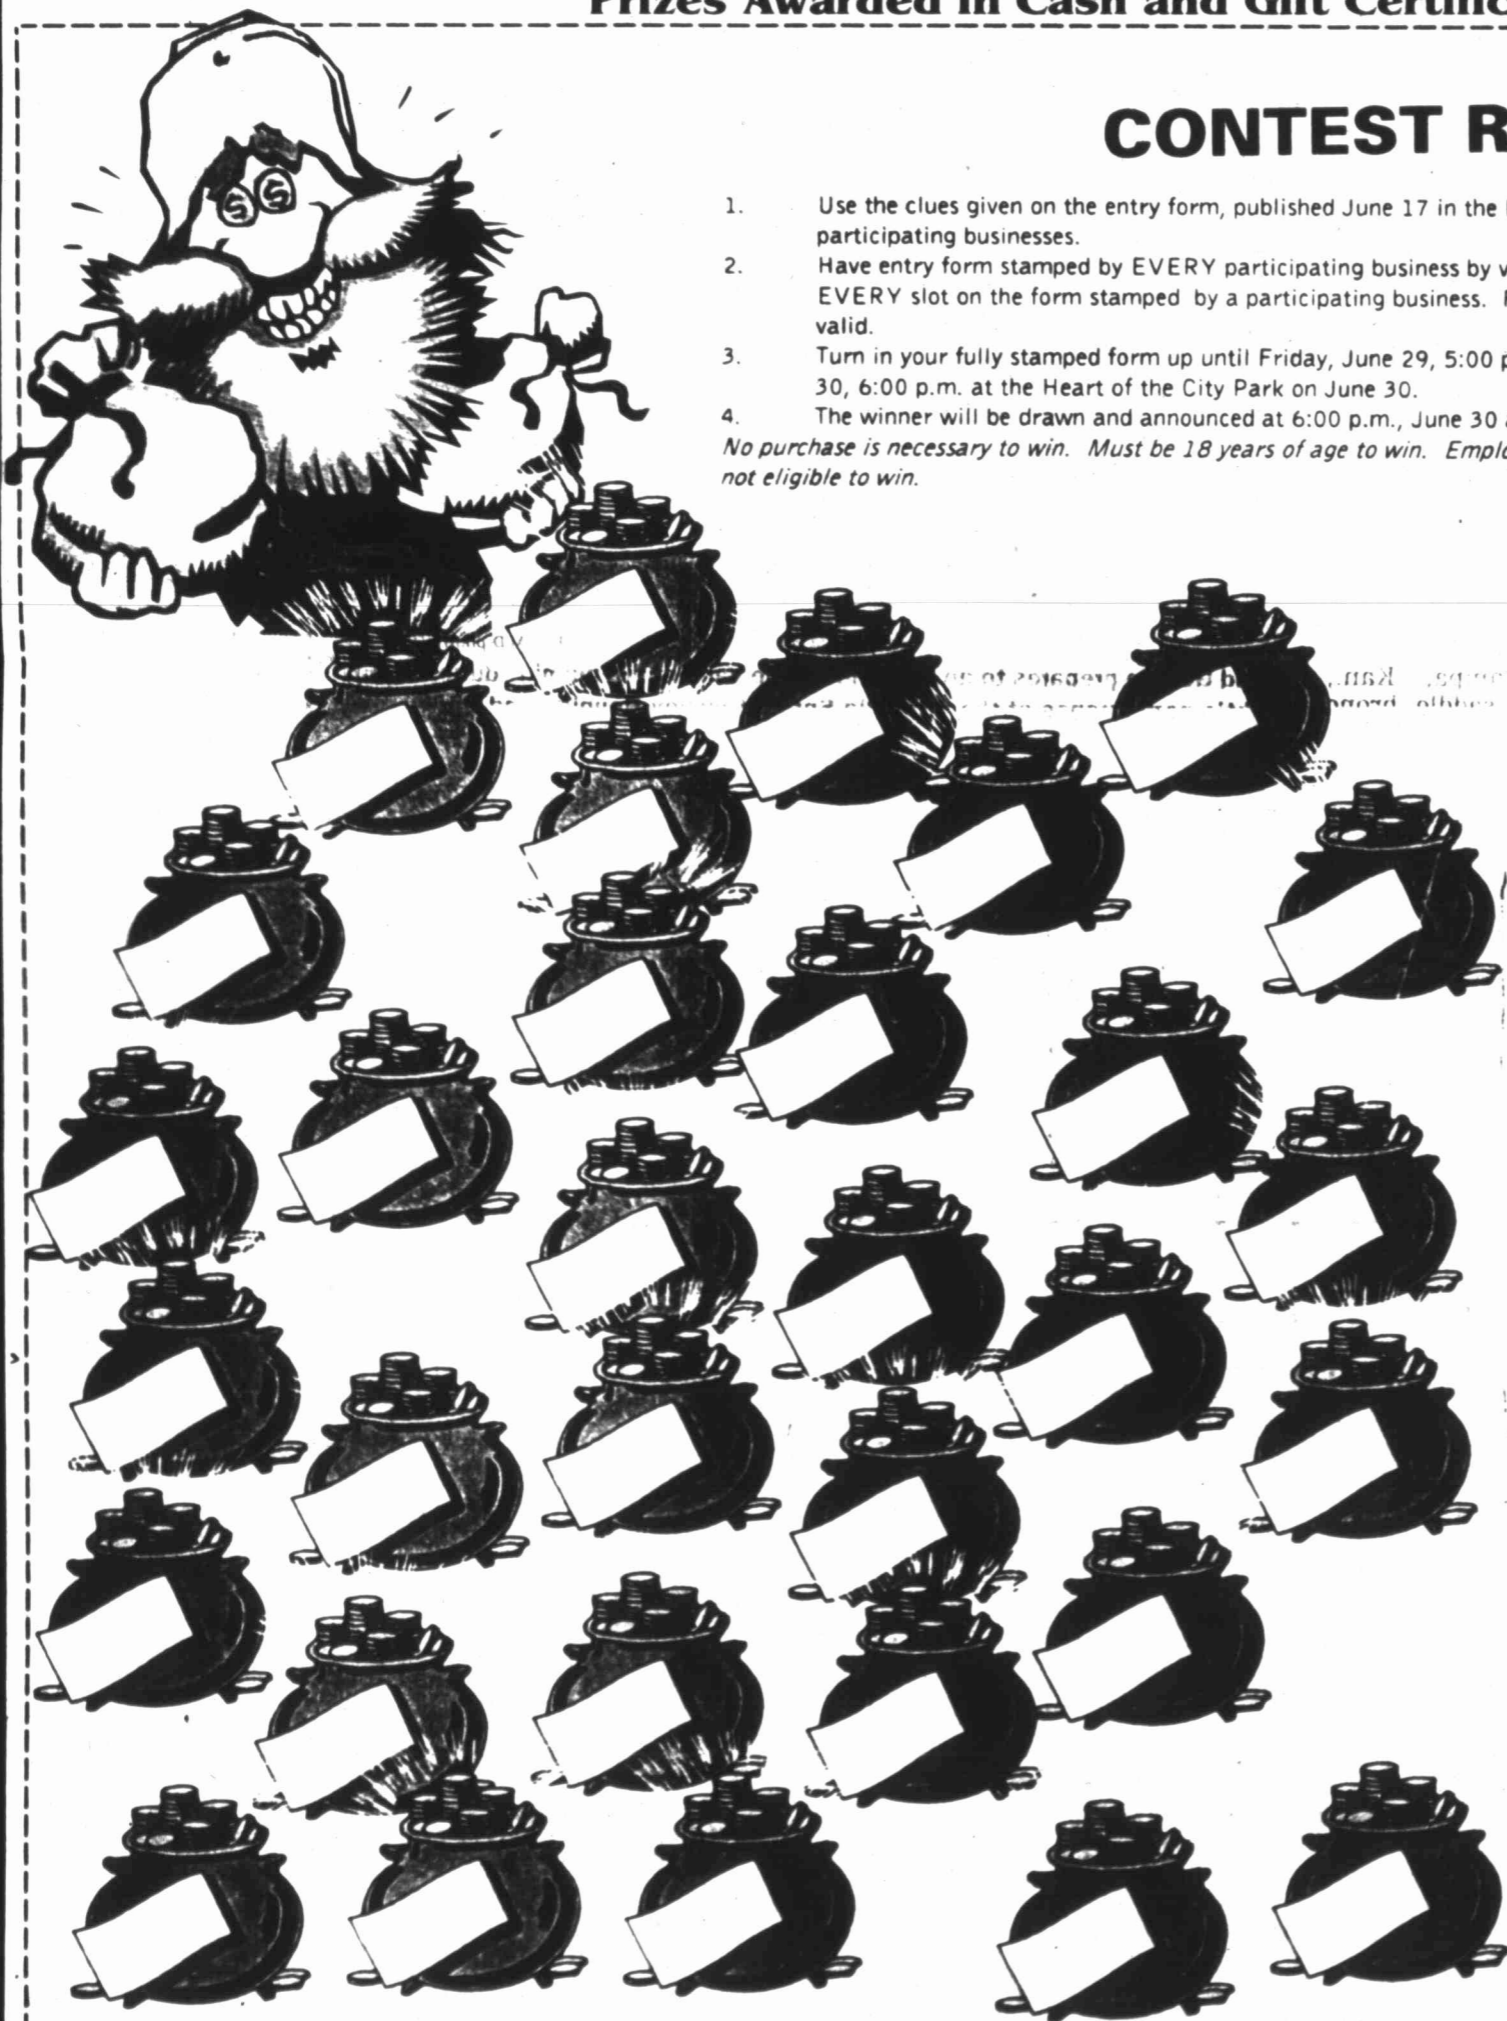 Prizes Awarded in Cash and Gift Certific
CONTEST R
1. Use the clues given on the entry form, published June 17 in the
participating businesses.
2. Have entry form stamped by EVERY participating business by v
EVERY slot on the form stamped by a participating business.
valid.
3. Turn in your fully stamped form up until Friday, June 29, 5:00 p
30, 6:00 p.m. at the Heart of the City Park on June 30.
4. The winner will be drawn and announced at 6:00 p.m., June 30
No purchase is necessary to win. Must be 18 years of age to win. Emplo
not eligible to win.
$ $